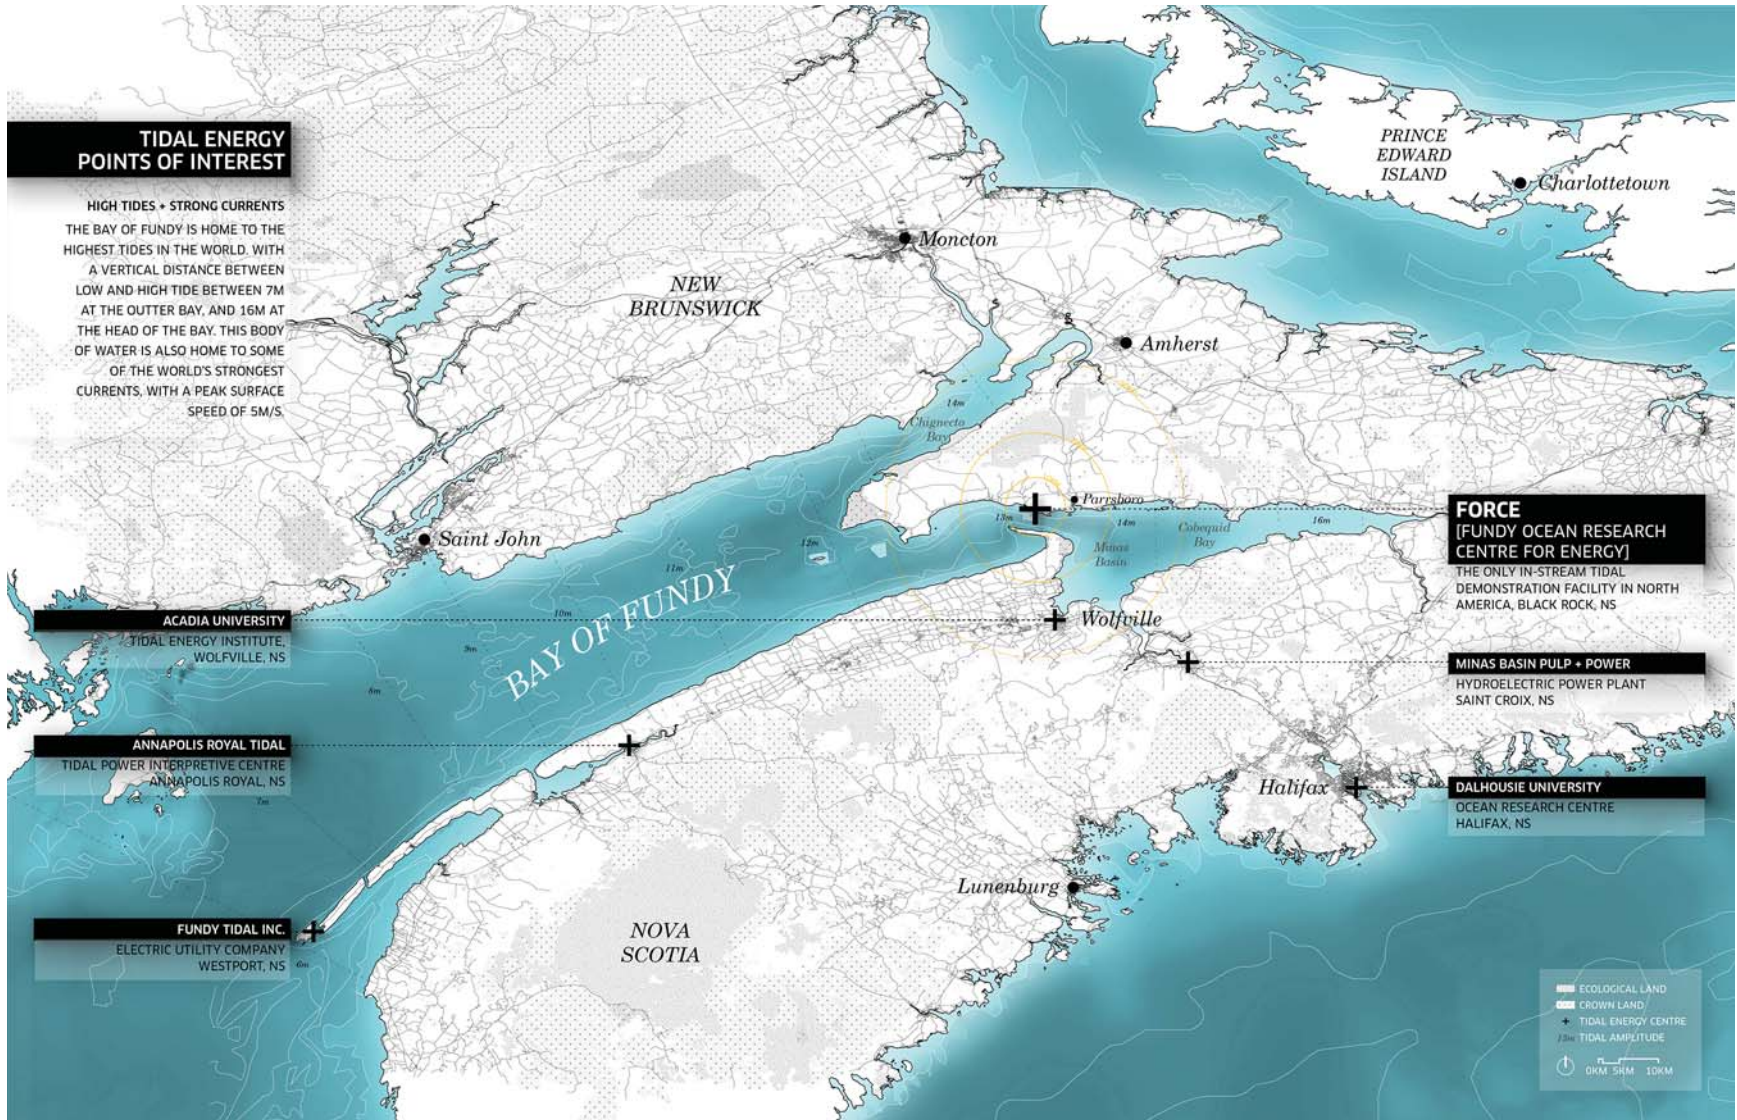 TIDAL ENERGY
POINTS OF INTEREST
HIGH TIDES + STRONG CURRENTS
THE BAY OF FUNDY IS HOME TO THE
HIGHEST TIDES IN THE WORLD. WITH
A VERTICAL DISTANCE BETWEEN
LOW AND HIGH TIDE BETWEEN 7M
AT THE OUTTER BAY, AND 16M AT
THE HEAD OF THE BAY. THIS BODY
OF WATER IS ALSO HOME TO SOME
OF THE WORLD'S STRONGEST
CURRENTS, WITH A PEAK SURFACE
SPEED OF 5M/S.
PRINCE
EDWARD
ISLAND
Charlottetown
Moncton
NEW
BRUNSWICK
Amherst
14m
Chignecto
Bay
Parrsboro
13m
14m
Cobequid
Bay
16m
Minas
Basin
Saint John
12m
11m
10m
9m
8m
7m
6m
BAY OF FUNDY
Wolfville
Halifax
Lunenburg
NOVA
SCOTIA
ACADIA UNIVERSITY
TIDAL ENERGY INSTITUTE,
WOLFVILLE, NS
ANNAPOLIS ROYAL TIDAL
TIDAL POWER INTERPRETIVE CENTRE
ANNAPOLIS ROYAL, NS
FUNDY TIDAL INC.
ELECTRIC UTILITY COMPANY
WESTPORT, NS
FORCE
[FUNDY OCEAN RESEARCH
CENTRE FOR ENERGY]
THE ONLY IN-STREAM TIDAL
DEMONSTRATION FACILITY IN NORTH
AMERICA, BLACK ROCK, NS
MINAS BASIN PULP + POWER
HYDROELECTRIC POWER PLANT
SAINT CROIX, NS
DALHOUSIE UNIVERSITY
OCEAN RESEARCH CENTRE
HALIFAX, NS
ECOLOGICAL LAND
CROWN LAND
TIDAL ENERGY CENTRE
13m TIDAL AMPLITUDE
0KM 5KM 10KM